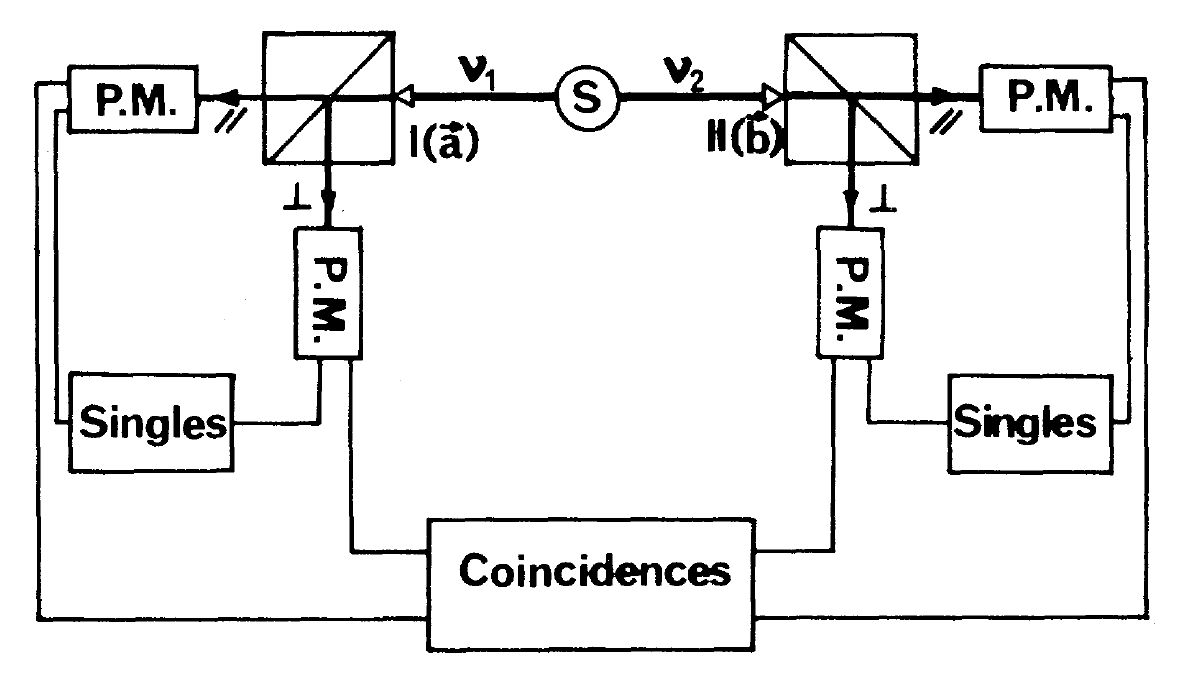 P.M.
ν₁
S
ν₂
P.M.
//
I(a⃗)
II(b⃗)
//
⊥
⊥
P.M.
P.M.
Singles
Singles
Coincidences